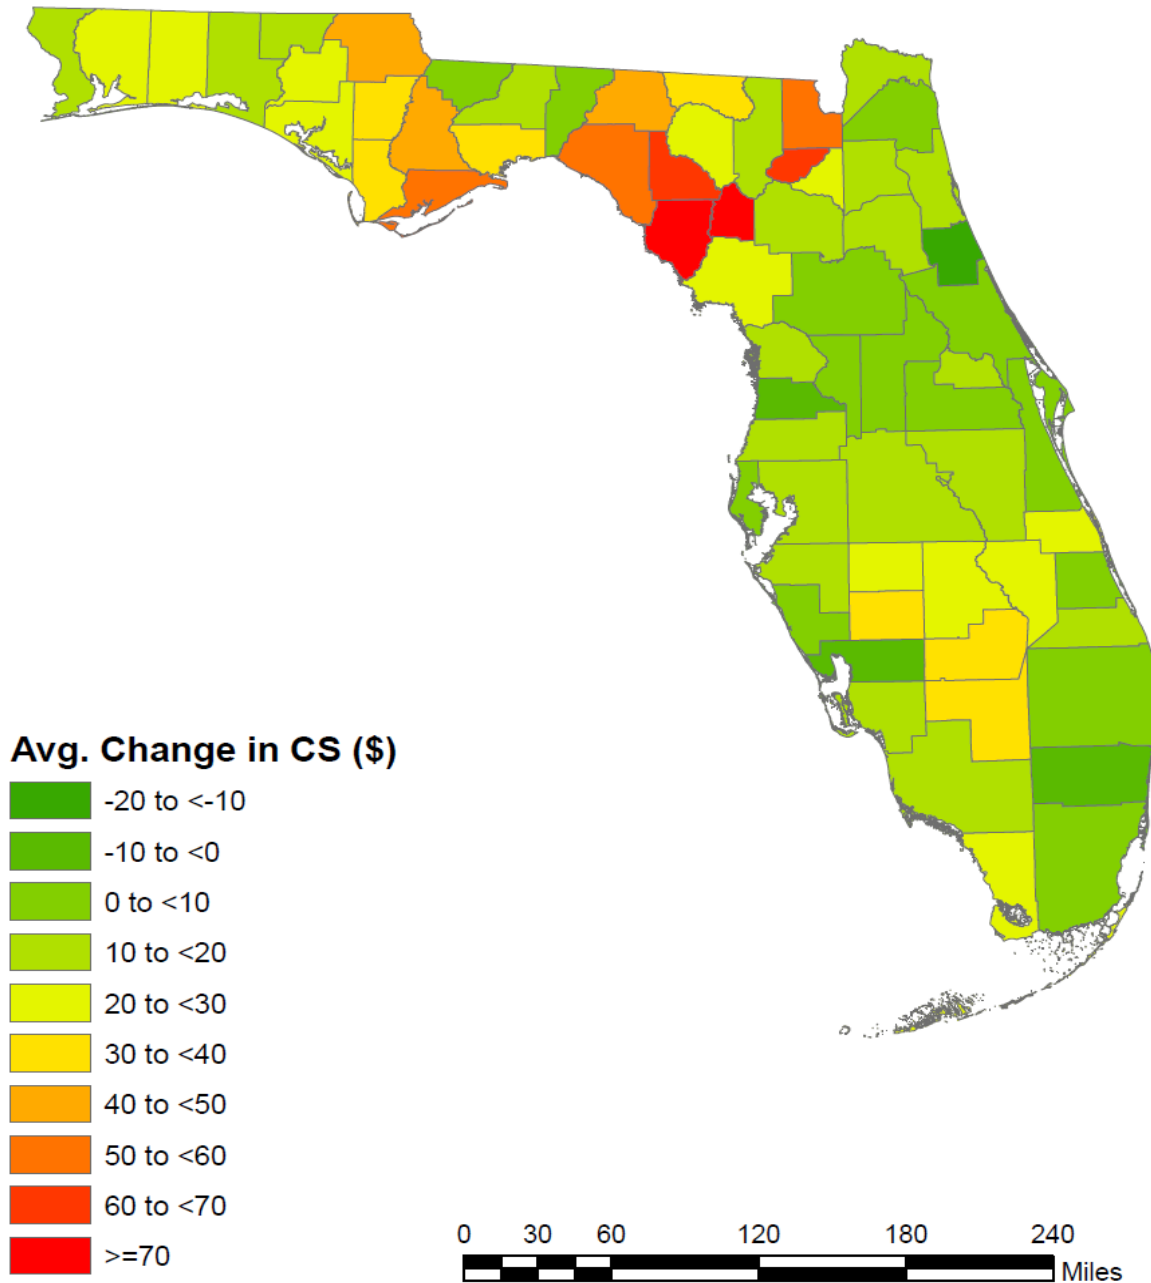 Avg. Change in CS ($)
-20 to <-10
-10 to <0
0 to <10
10 to <20
20 to <30
30 to <40
40 to <50
50 to <60
60 to <70
>=70
0 30 60 120 180 240
Miles